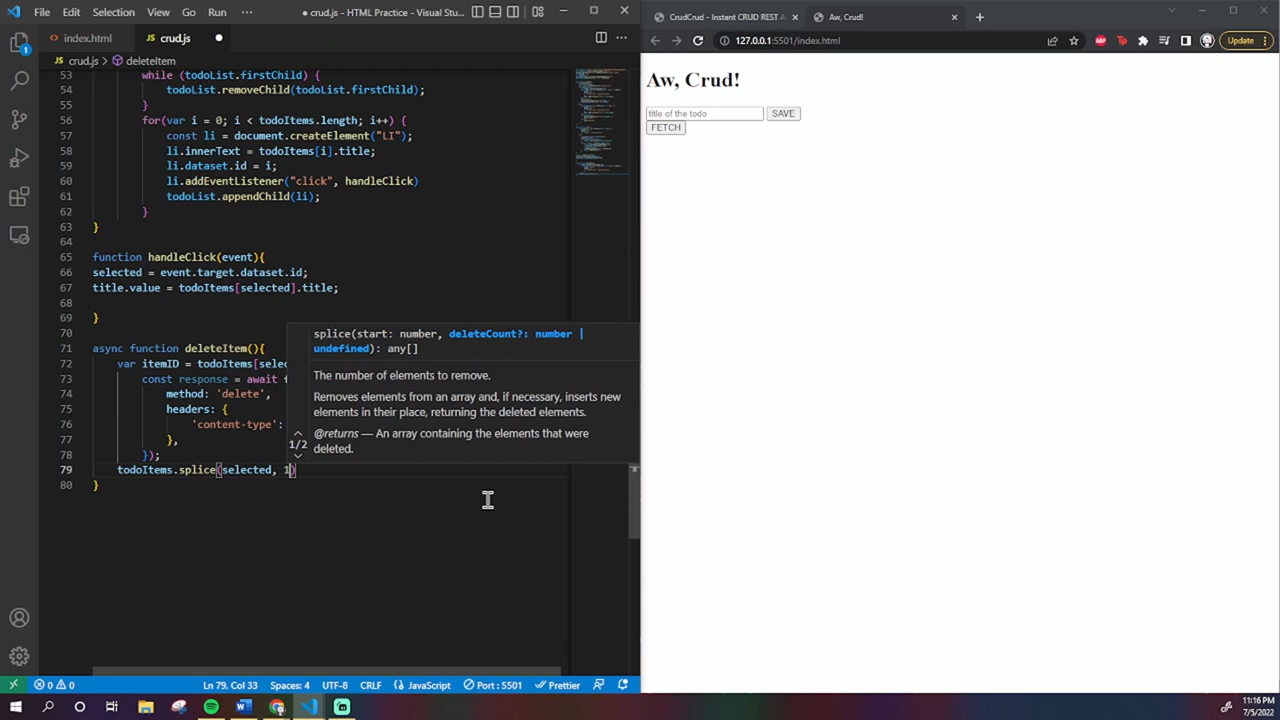 File Edit Selection View Go Run ··· ● crud.js - HTML Practice - Visual Stu...
index.html crud.js ●
crud.js > deleteItem
53 while (todoList.firstChild) {
54 todoList.removeChild(todoList.firstChild);
55 }
56 for(var i = 0; i < todoItems.length; i++) {
57 const li = document.createElement("LI");
58 li.innerText = todoItems[i].title;
59 li.dataset.id = i;
60 li.addEventListener("click", handleClick)
61 todoList.appendChild(li);
62 }
63 }
64
65 function handleClick(event){
66 selected = event.target.dataset.id;
67 title.value = todoItems[selected].title;
68
69 }
70
71 async function deleteItem(){
72 var itemID = todoItems[selec
73 const response = await f
74 method: 'delete',
75 headers: {
76 'content-type':
77 },
78 });
79 todoItems.splice(selected, 1)
80 }
splice(start: number, deleteCount?: number |
undefined): any[]
The number of elements to remove.
Removes elements from an array and, if necessary, inserts new
elements in their place, returning the deleted elements.
@returns — An array containing the elements that were
deleted.
1/2
0 0 Ln 79, Col 33 Spaces: 4 UTF-8 CRLF {} JavaScript Port : 5501 Prettier
CrudCrud - Instant CRUD REST A Aw, Crud!
127.0.0.1:5501/index.html ABP Tp Update
Aw, Crud!
title of the todo SAVE
FETCH
11:16 PM
7/5/2022